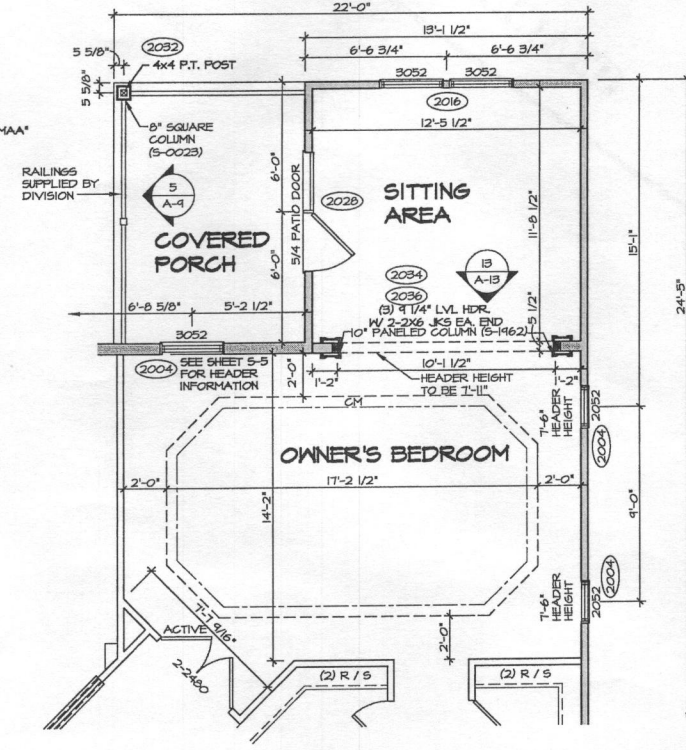 22'-0"
13'-1 1/2"
6'-6 3/4"
6'-6 3/4"
5 5/8"
2032
4x4 P.T. POST
5 5/8"
3052
3052
2016
12'-5 1/2"
MAA"
8" SQUARE
COLUMN
(S-0023)
RAILINGS
SUPPLIED BY
DIVISION
5
A-9
6'-0"
5/4 PATIO DOOR
2028
SITTING
AREA
11'-8 1/2"
15'-1"
24'-5"
COVERED
PORCH
6'-0"
2034
2036
13
A-13
(3) 9 1/4" LVL HDR.
W/ 2-2X6 JKS EA. END
10" PANELED COLUMN (S-1962)
5 1/2"
6'-8 5/8"
5'-2 1/2"
3052
2004
SEE SHEET S-5
FOR HEADER
INFORMATION
2'-0"
1'-2"
10'-1 1/2"
1'-2"
HEADER HEIGHT
TO BE 7'-11"
CM
7'-6"
HEADER
HEIGHT
2052
2004
OWNER'S BEDROOM
2'-0"
17'-2 1/2"
2'-0"
14'-2"
9'-0"
7'-6"
HEADER
HEIGHT
2052
2004
7'-7 9/16"
ACTIVE
2-2480
2'-0"
(2) R / S
(2) R / S